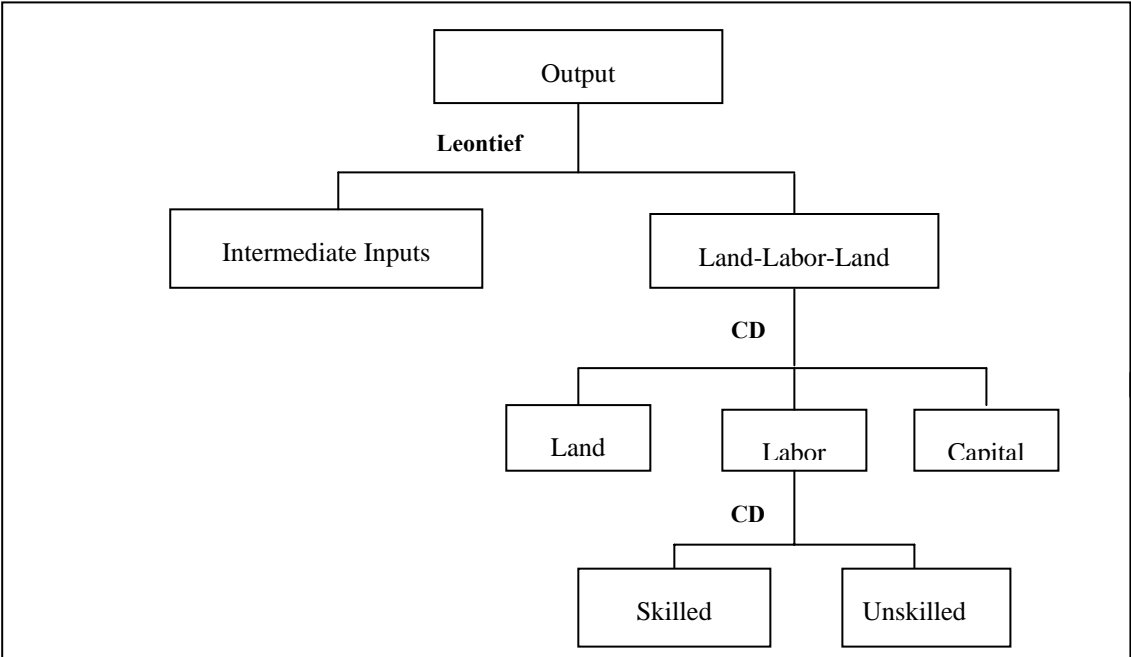 Output
Leontief
Intermediate Inputs
Land-Labor-Land
CD
Land
Labor
Capital
CD
Skilled
Unskilled